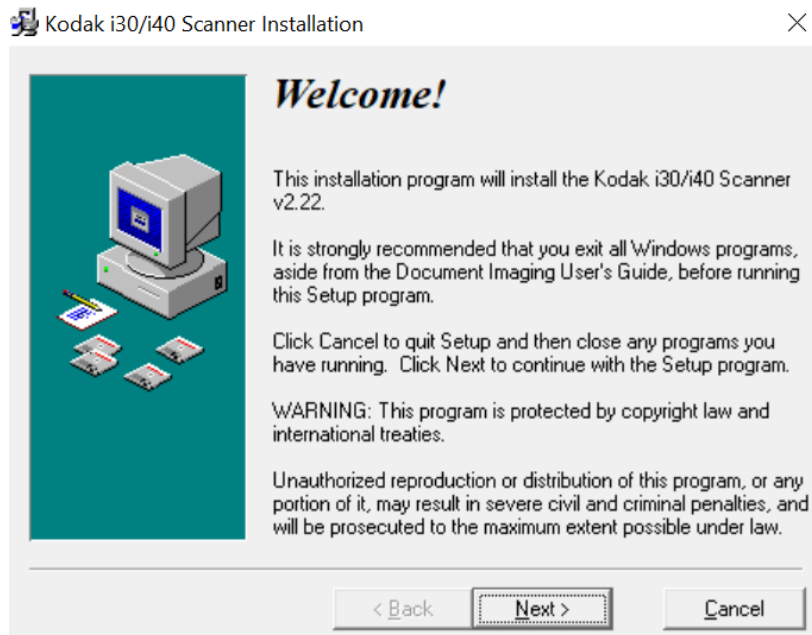 Kodak i30/i40 Scanner Installation
Welcome!
This installation program will install the Kodak i30/i40 Scanner
v2.22.
It is strongly recommended that you exit all Windows programs,
aside from the Document Imaging User's Guide, before running
this Setup program.
Click Cancel to quit Setup and then close any programs you
have running.  Click Next to continue with the Setup program.
WARNING: This program is protected by copyright law and
international treaties.
Unauthorized reproduction or distribution of this program, or any
portion of it, may result in severe civil and criminal penalties, and
will be prosecuted to the maximum extent possible under law.
< Back
Next >
Cancel